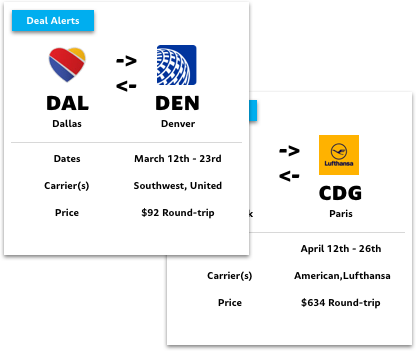 Deal Alerts
-> 
<-
DAL
DEN
Dallas
Denver
Dates
March 12th - 23rd
Carrier(s)
Southwest, United
Price
$92 Round-trip
->
<-
Lufthansa
CDG
Paris
April 12th - 26th
Carrier(s)
American,Lufthansa
Price
$634 Round-trip